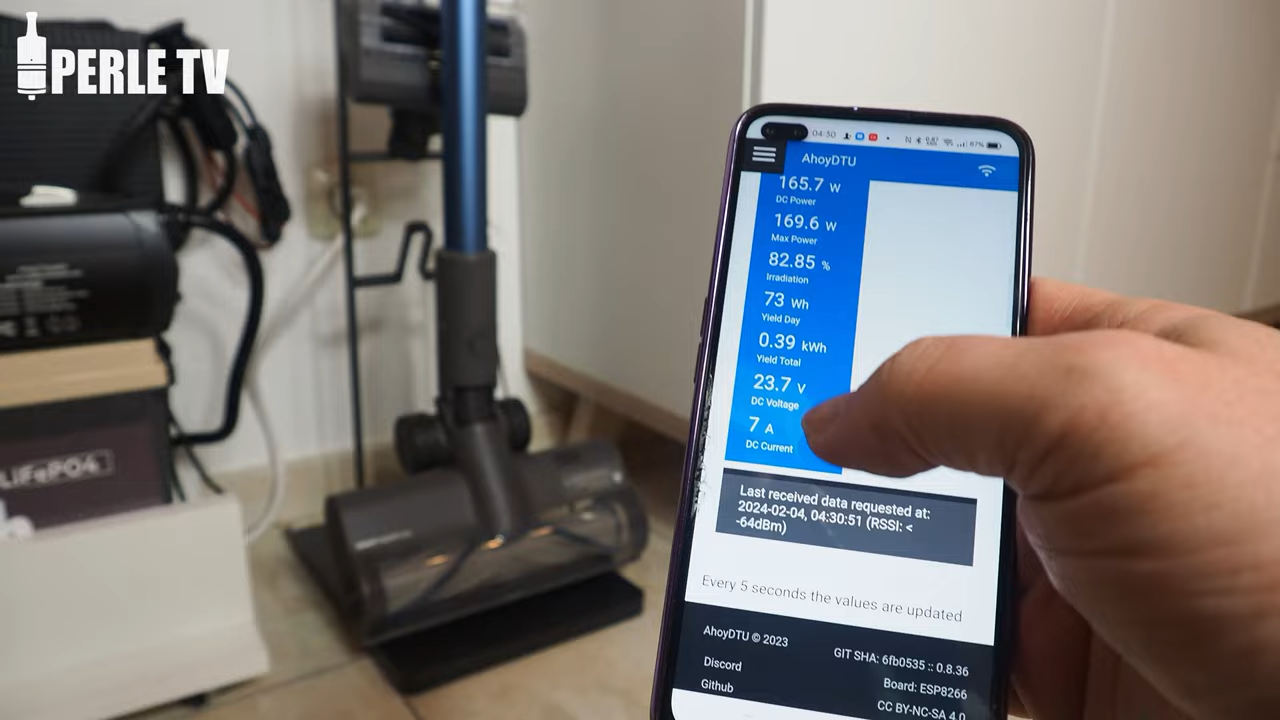 PERLE TV
04:30
87%
AhoyDTU
165.7 W
DC Power
169.6 W
Max Power
82.85 %
Irradiation
73 Wh
Yield Day
0.39 kWh
Yield Total
23.7 V
DC Voltage
7 A
DC Current
Last received data requested at:
2024-02-04, 04:30:51 (RSSI: <
-64dBm)
Every 5 seconds the values are updated
AhoyDTU © 2023
GIT SHA: 6fb0535 :: 0.8.36
Discord
Board: ESP8266
Github
CC BY-NC-SA 4.0
LiFePO4